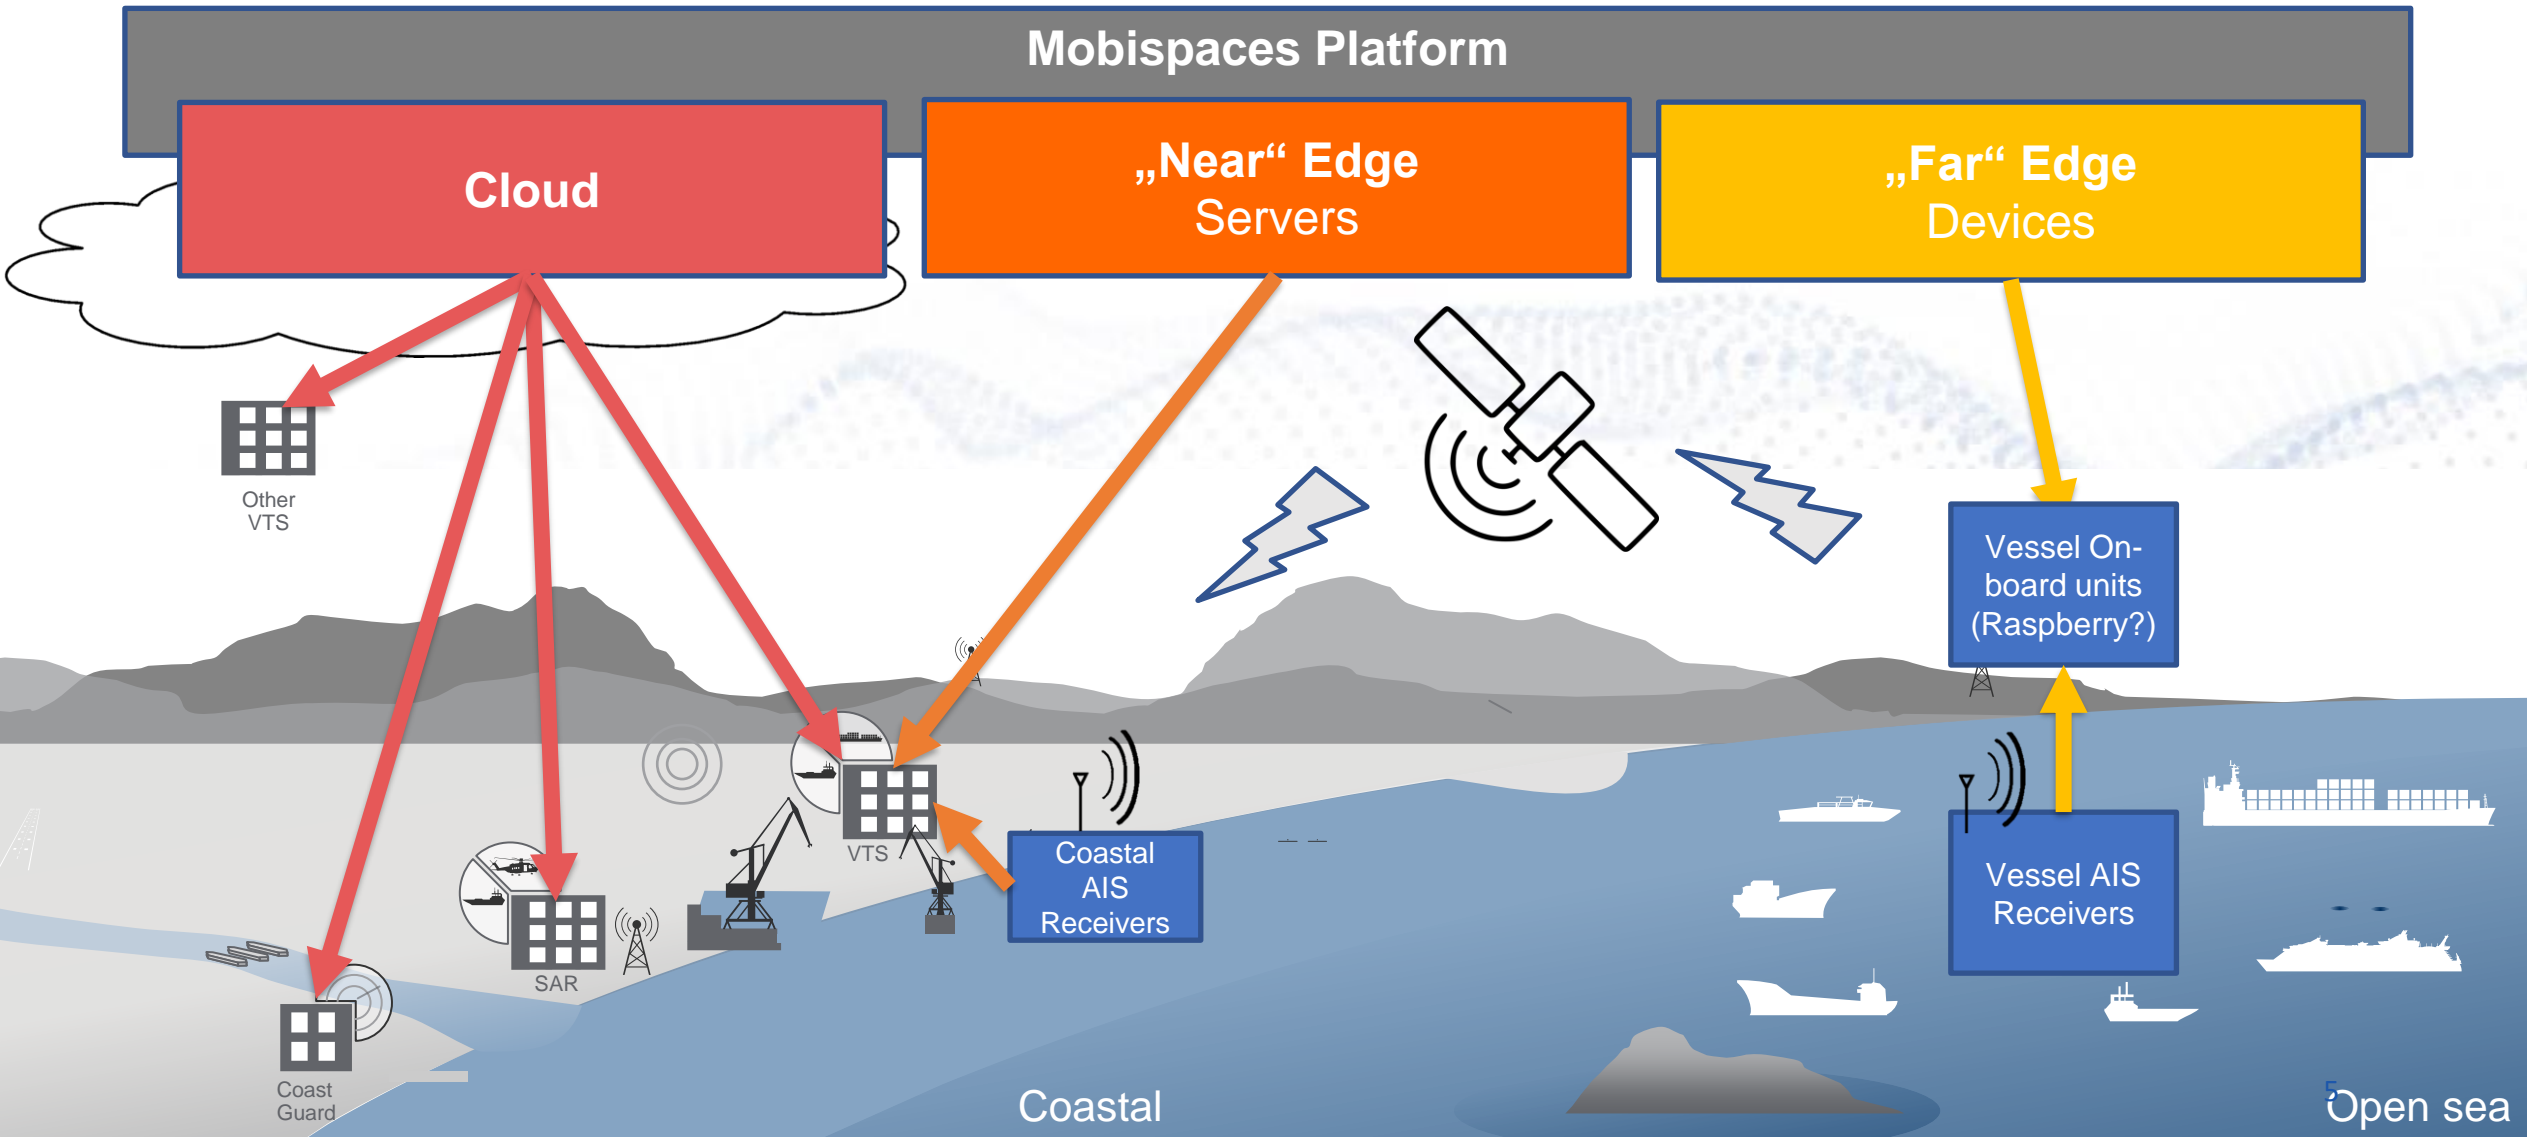 Mobispaces Platform
Cloud
„Near“ Edge
Servers
„Far“ Edge
Devices
Other
VTS
Vessel On-
board units
(Raspberry?)
VTS
Coastal
AIS
Receivers
Vessel AIS
Receivers
SAR
Coast
Guard
Coastal
5
Open sea